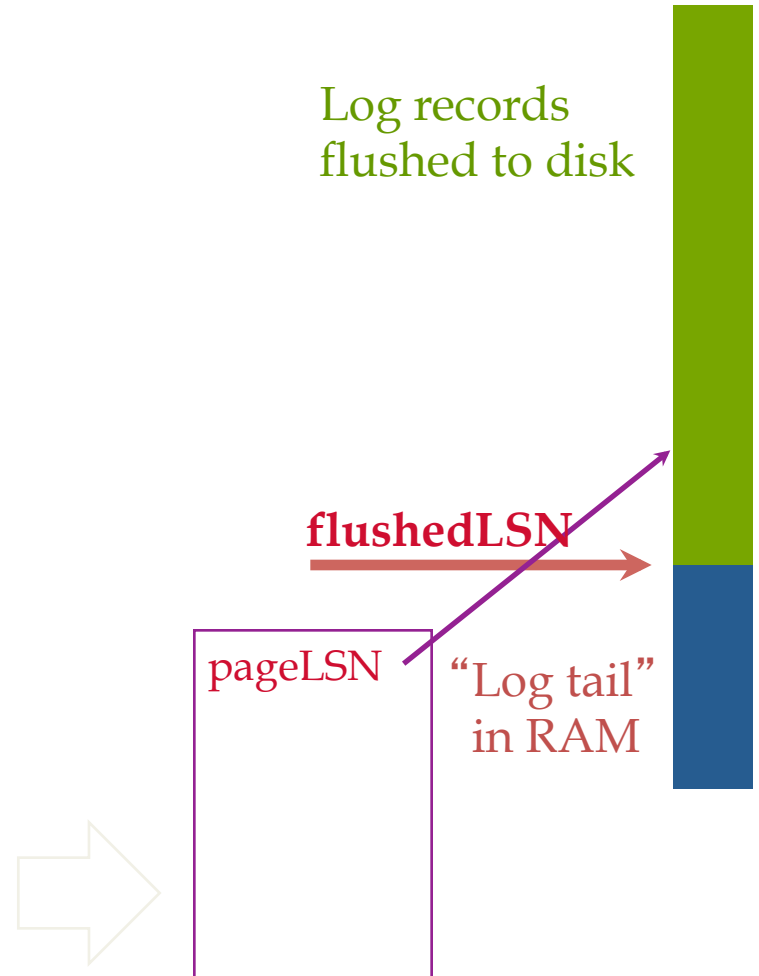 Log records
flushed to disk
flushedLSN
pageLSN
“Log tail”
in RAM